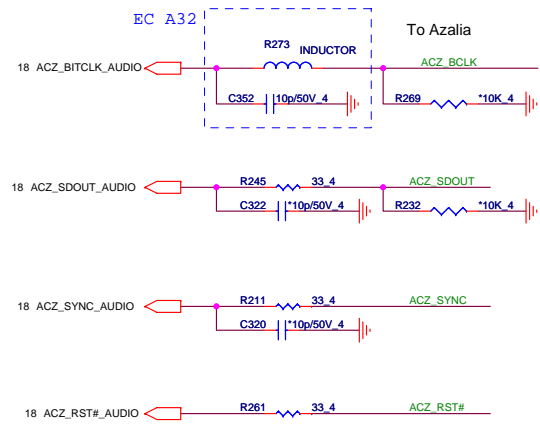 EC A32
To Azalia
R273 INDUCTOR
18 ACZ_BITCLK_AUDIO ACZ_BCLK
C352 10p/50V_4 R269 *10K_4
18 ACZ_SDOUT_AUDIO R245 33_4 ACZ_SDOUT
C322 *10p/50V_4 R232 *10K_4
18 ACZ_SYNC_AUDIO R211 33_4 ACZ_SYNC
C320 *10p/50V_4
18 ACZ_RST#_AUDIO R261 33_4 ACZ_RST#